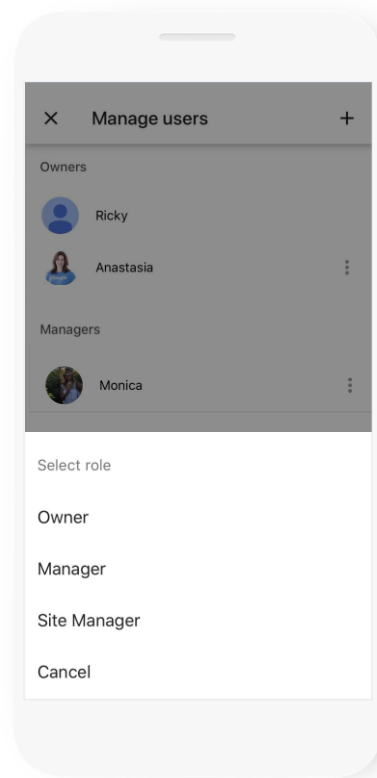 Manage users
Owners
Ricky
Anastasia
Managers
Monica
Select role
Owner
Manager
Site Manager
Cancel